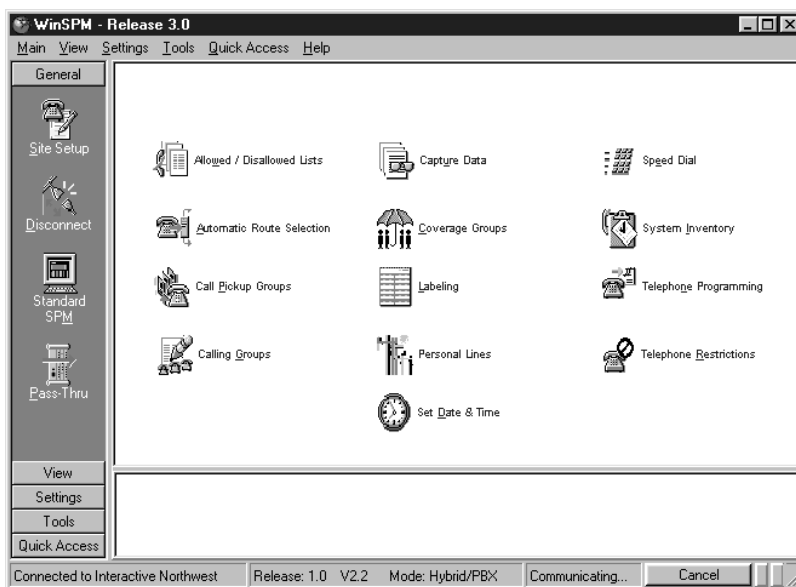 WinSPM - Release 3.0
Main View Settings Tools Quick Access Help
General
Site Setup
Disconnect
Standard
SPM
Pass-Thru
View
Settings
Tools
Quick Access
Allowed / Disallowed Lists
Capture Data
Speed Dial
Automatic Route Selection
Coverage Groups
System Inventory
Call Pickup Groups
Labeling
Telephone Programming
Calling Groups
Personal Lines
Telephone Restrictions
Set Date & Time
Connected to Interactive Northwest Release: 1.0 V2.2 Mode: Hybrid/PBX Communicating... Cancel